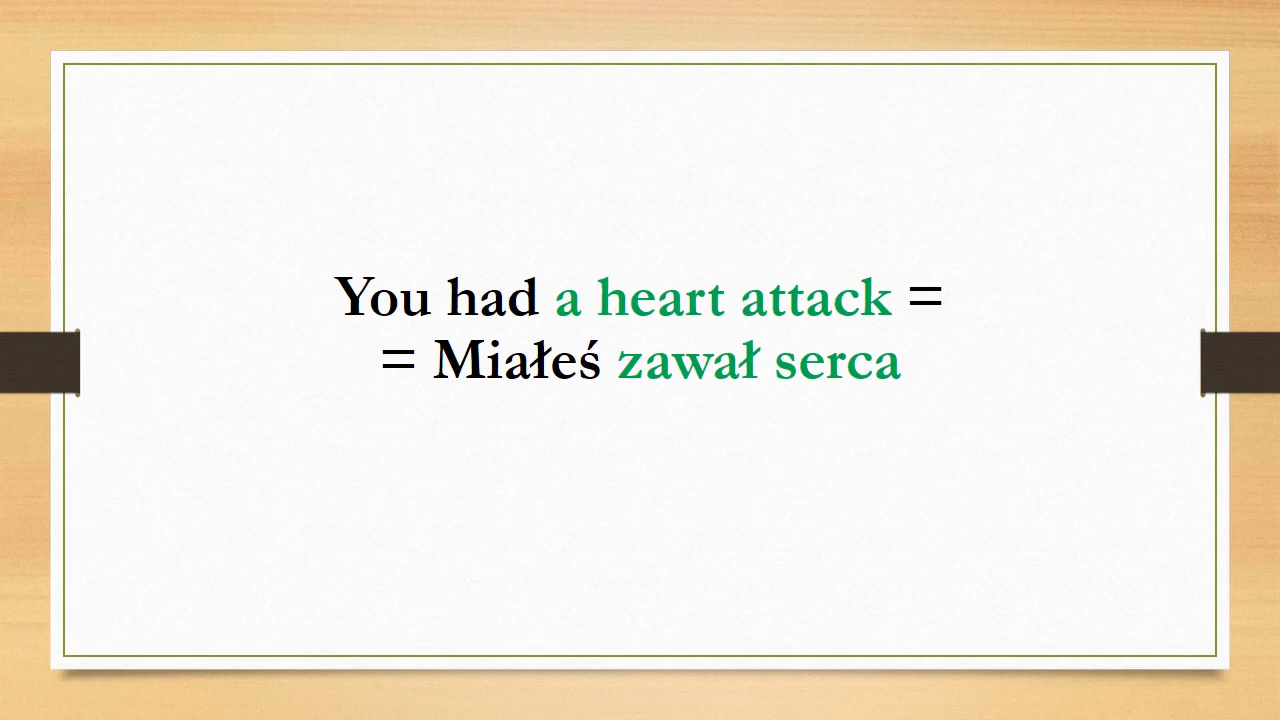 You had a heart attack =
= Miałeś zawał serca